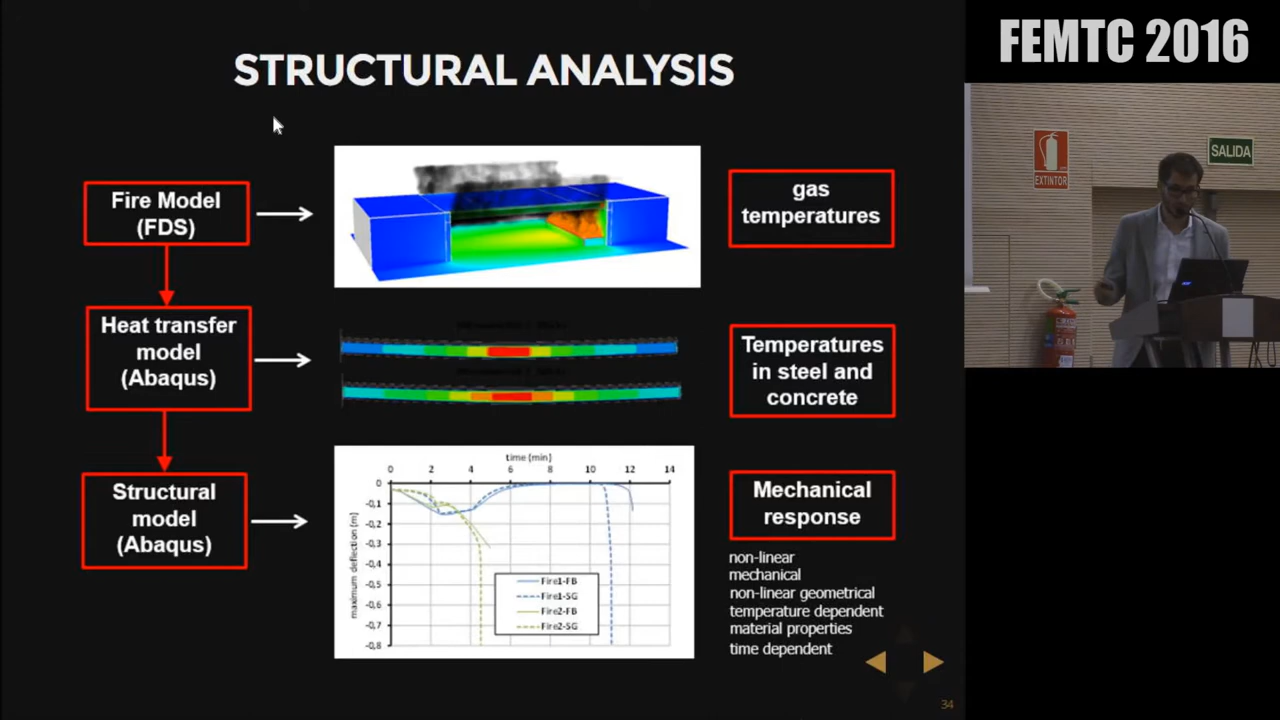 STRUCTURAL ANALYSIS
FEMTC 2016
EXTINTOR
SALIDA
Fire Model
(FDS)
gas
temperatures
Heat transfer
model
(Abaqus)
Temperatures
in steel and
concrete
Structural
model
(Abaqus)
time [min]
0 2 4 6 8 10 12 14
maximum deflection [m]
0
-0,1
-0,2
-0,3
-0,4
-0,5
-0,6
-0,7
-0,8
Fire1-FB
Fire1-SG
Fire2-FB
Fire2-SG
Mechanical
response
non-linear
mechanical
non-linear geometrical
temperature dependent
material properties
time dependent
34